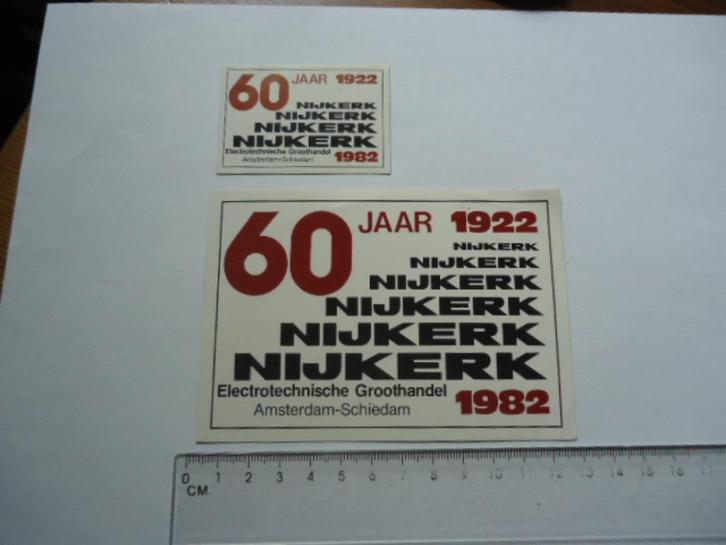 60 JAAR 1922
NIJKERK
NIJKERK
NIJKERK
NIJKERK
Electrotechnische Groothandel
Amsterdam-Schiedam 1982
60 JAAR 1922
NIJKERK
NIJKERK
NIJKERK
NIJKERK
NIJKERK
NIJKERK
Electrotechnische Groothandel
Amsterdam-Schiedam 1982
0 1 2 3 4 5 6 7 8 9 10 11 12 13 14 15 16 17
CM